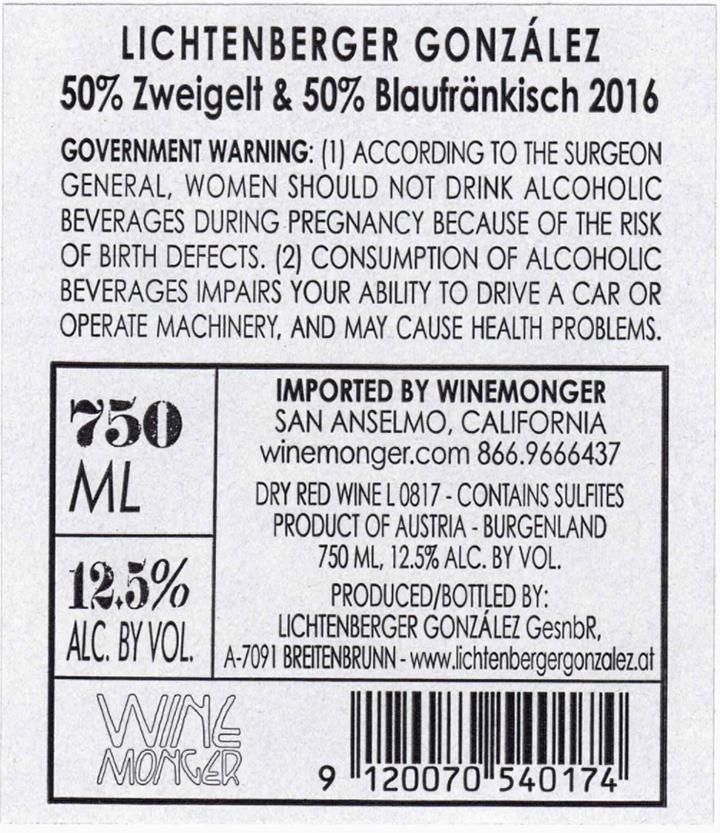 LICHTENBERGER GONZÁLEZ
50% Zweigelt & 50% Blaufränkisch 2016
GOVERNMENT WARNING: (1) ACCORDING TO THE SURGEON
GENERAL, WOMEN SHOULD NOT DRINK ALCOHOLIC
BEVERAGES DURING PREGNANCY BECAUSE OF THE RISK
OF BIRTH DEFECTS. (2) CONSUMPTION OF ALCOHOLIC
BEVERAGES IMPAIRS YOUR ABILITY TO DRIVE A CAR OR
OPERATE MACHINERY, AND MAY CAUSE HEALTH PROBLEMS.
750
ML
12.5%
ALC. BY VOL.
IMPORTED BY WINEMONGER
SAN ANSELMO, CALIFORNIA
winemonger.com 866.9666437
DRY RED WINE L 0817 - CONTAINS SULFITES
PRODUCT OF AUSTRIA - BURGENLAND
750 ML, 12.5% ALC. BY VOL.
PRODUCED/BOTTLED BY:
LICHTENBERGER GONZÁLEZ GesnbR,
A-7091 BREITENBRUNN - www.lichtenbergergonzalez.at
WINE
MONGER
9 120070 540174